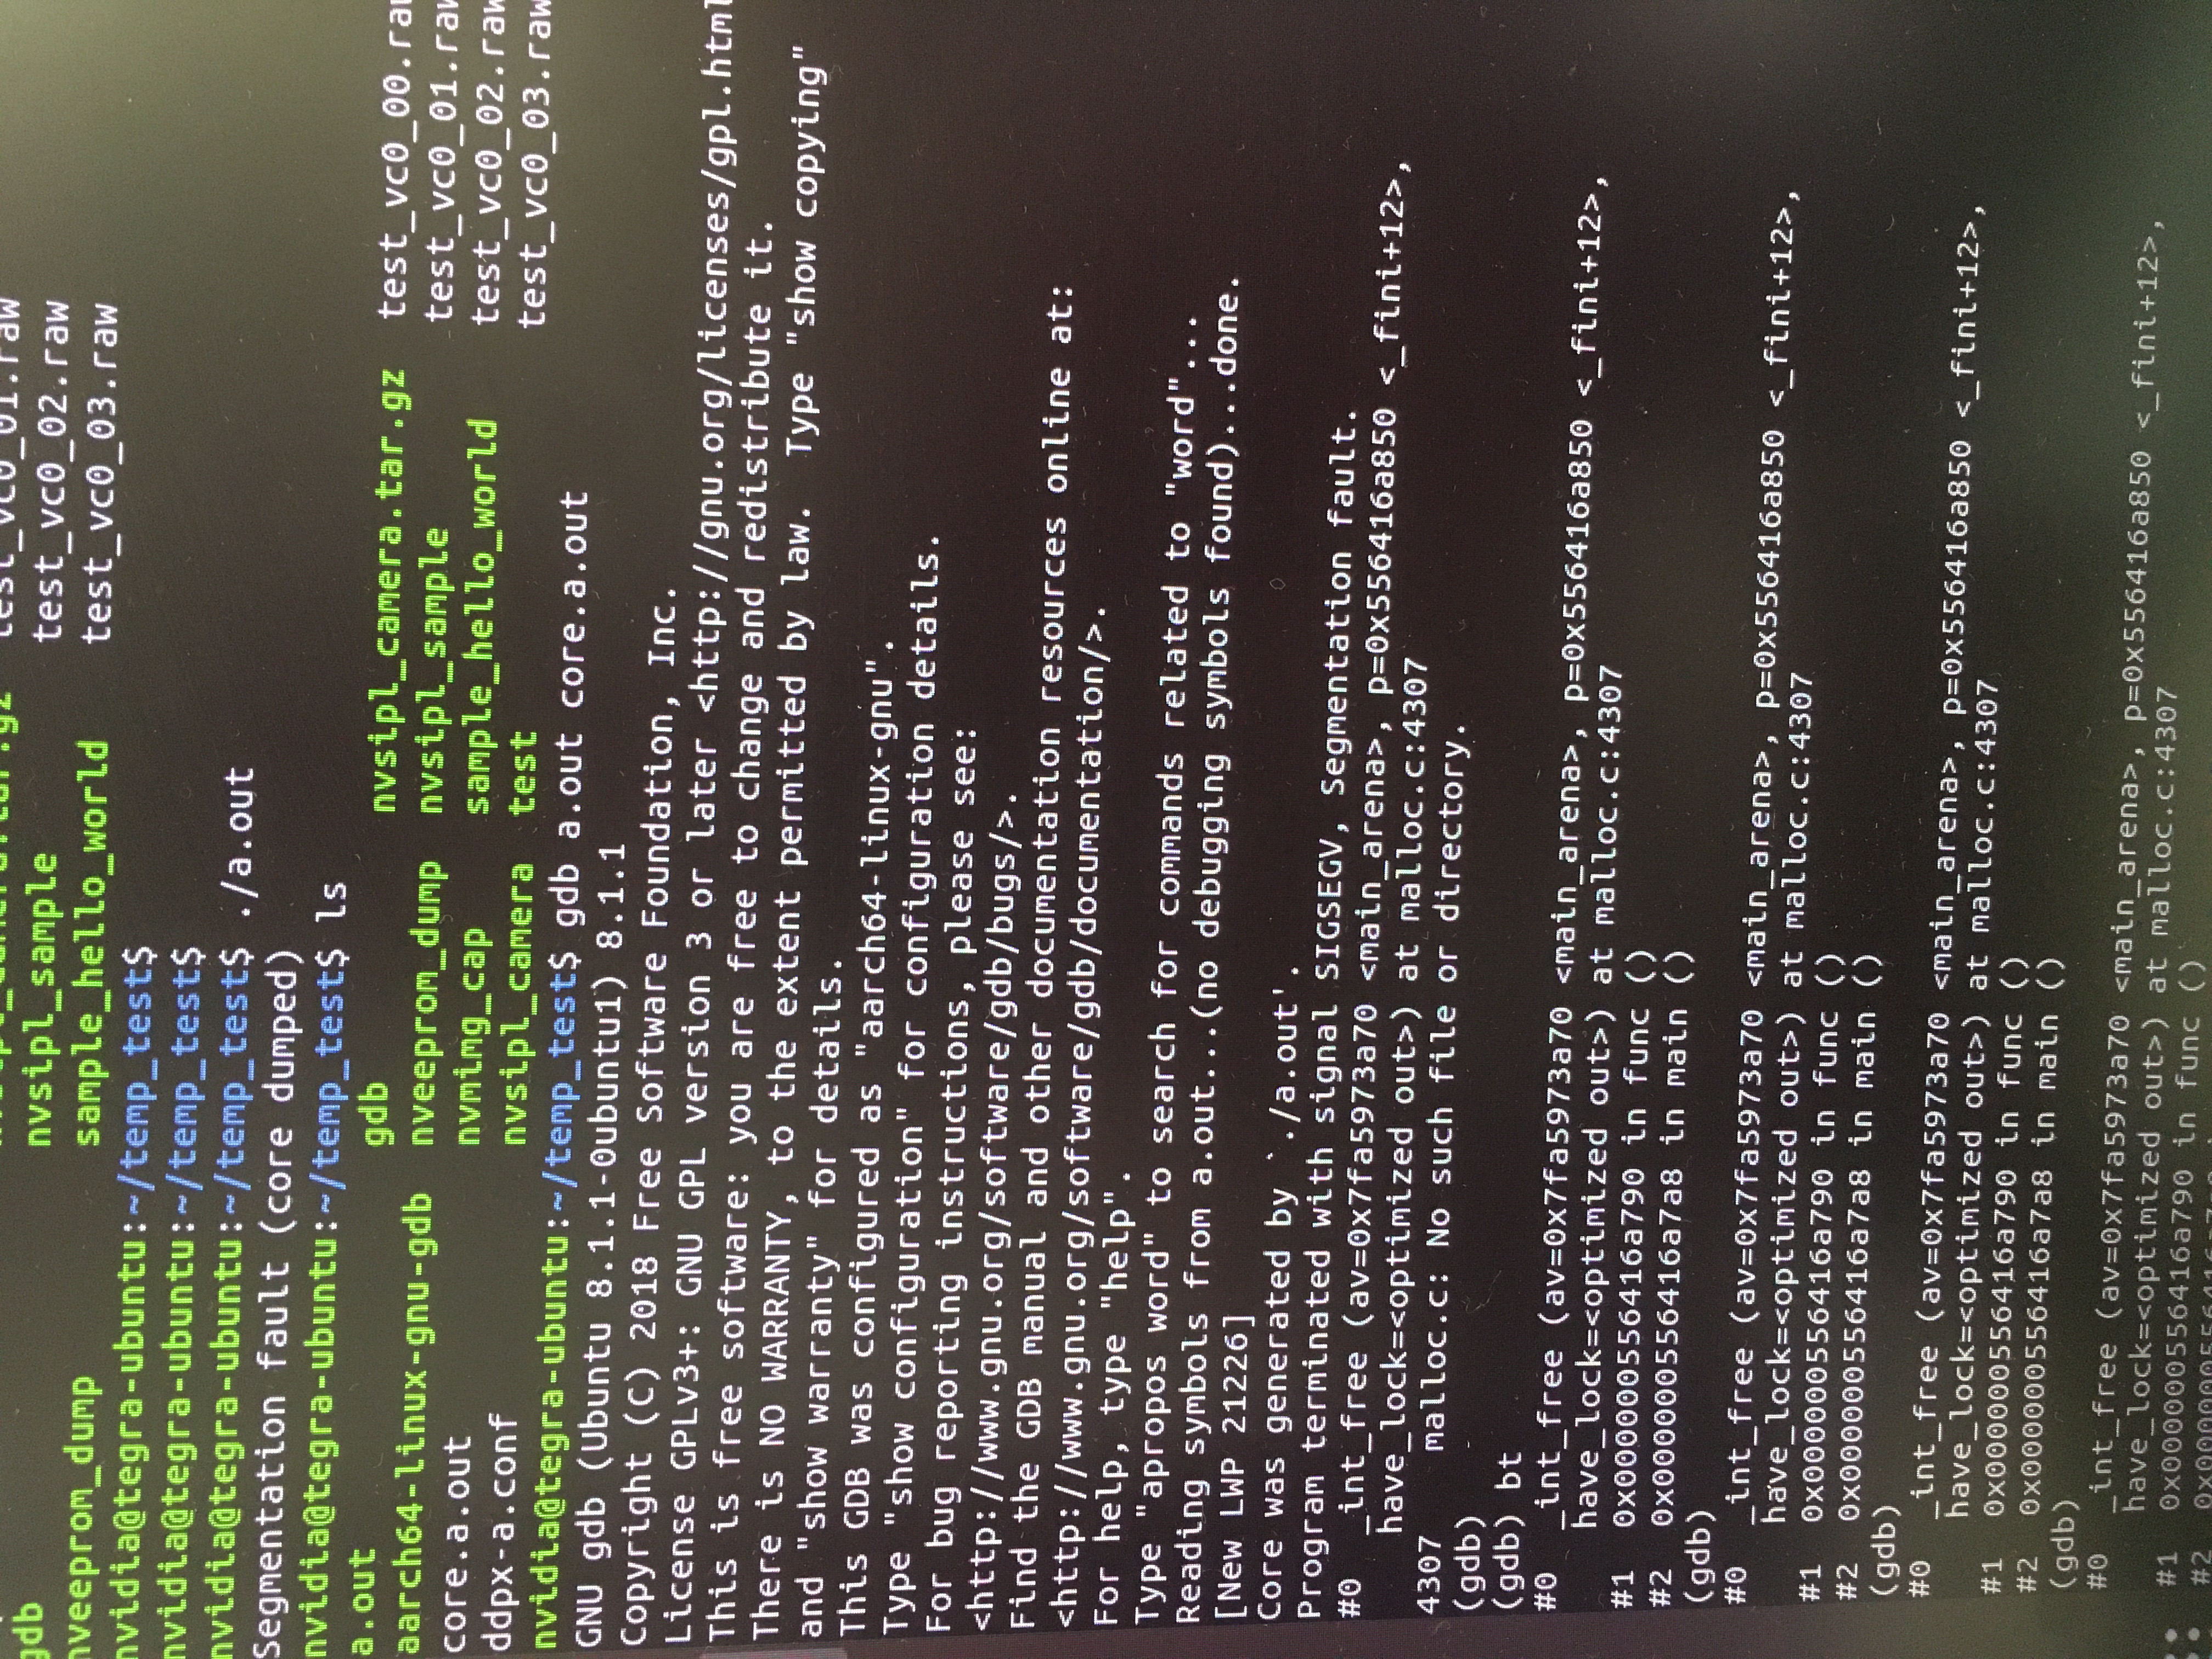 nvsipl_camera.tar.gz test_vc0_01.raw
gdb nvsipl_sample test_vc0_02.raw
nveeprom_dump sample_hello_world test_vc0_03.raw
nvidia@tegra-ubuntu:~/temp_test$
nvidia@tegra-ubuntu:~/temp_test$
nvidia@tegra-ubuntu:~/temp_test$ ./a.out
Segmentation fault (core dumped)
nvidia@tegra-ubuntu:~/temp_test$ ls
a.out gdb nvsipl_camera.tar.gz test_vc0_00.ra
aarch64-linux-gnu-gdb nveeprom_dump nvsipl_sample test_vc0_01.raw
core.a.out nvmimg_cap sample_hello_world test_vc0_02.raw
ddpx-a.conf nvsipl_camera test test_vc0_03.raw
nvidia@tegra-ubuntu:~/temp_test$ gdb a.out core.a.out
GNU gdb (Ubuntu 8.1.1-0ubuntu1) 8.1.1
Copyright (C) 2018 Free Software Foundation, Inc.
License GPLv3+: GNU GPL version 3 or later <http://gnu.org/licenses/gpl.html
This is free software: you are free to change and redistribute it.
There is NO WARRANTY, to the extent permitted by law.  Type "show copying"
and "show warranty" for details.
This GDB was configured as "aarch64-linux-gnu".
Type "show configuration" for configuration details.
For bug reporting instructions, please see:
<http://www.gnu.org/software/gdb/bugs/>.
Find the GDB manual and other documentation resources online at:
<http://www.gnu.org/software/gdb/documentation/>.
For help, type "help".
Type "apropos word" to search for commands related to "word"...
Reading symbols from a.out...(no debugging symbols found)...done.
[New LWP 21226]
Core was generated by `./a.out'.
Program terminated with signal SIGSEGV, Segmentation fault.
#0  _int_free (av=0x7fa5973a70 <main_arena>, p=0x556416a850 <_fini+12>,
have_lock=<optimized out>) at malloc.c:4307
4307 malloc.c: No such file or directory.
(gdb)
(gdb) bt
#0  _int_free (av=0x7fa5973a70 <main_arena>, p=0x556416a850 <_fini+12>,
have_lock=<optimized out>) at malloc.c:4307
#1  0x000000556416a790 in func ()
#2  0x000000556416a7a8 in main ()
(gdb)
#0  _int_free (av=0x7fa5973a70 <main_arena>, p=0x556416a850 <_fini+12>,
have_lock=<optimized out>) at malloc.c:4307
#1  0x000000556416a790 in func ()
#2  0x000000556416a7a8 in main ()
(gdb)
#0  _int_free (av=0x7fa5973a70 <main_arena>, p=0x556416a850 <_fini+12>,
have_lock=<optimized out>) at malloc.c:4307
#1  0x000000556416a790 in func ()
#2  0x000000556416a7a8 in main ()
(gdb)
#0  _int_free (av=0x7fa5973a70 <main_arena>, p=0x556416a850 <_fini+12>,
have_lock=<optimized out>) at malloc.c:4307
#1  0x000000556416a790 in func ()
#2